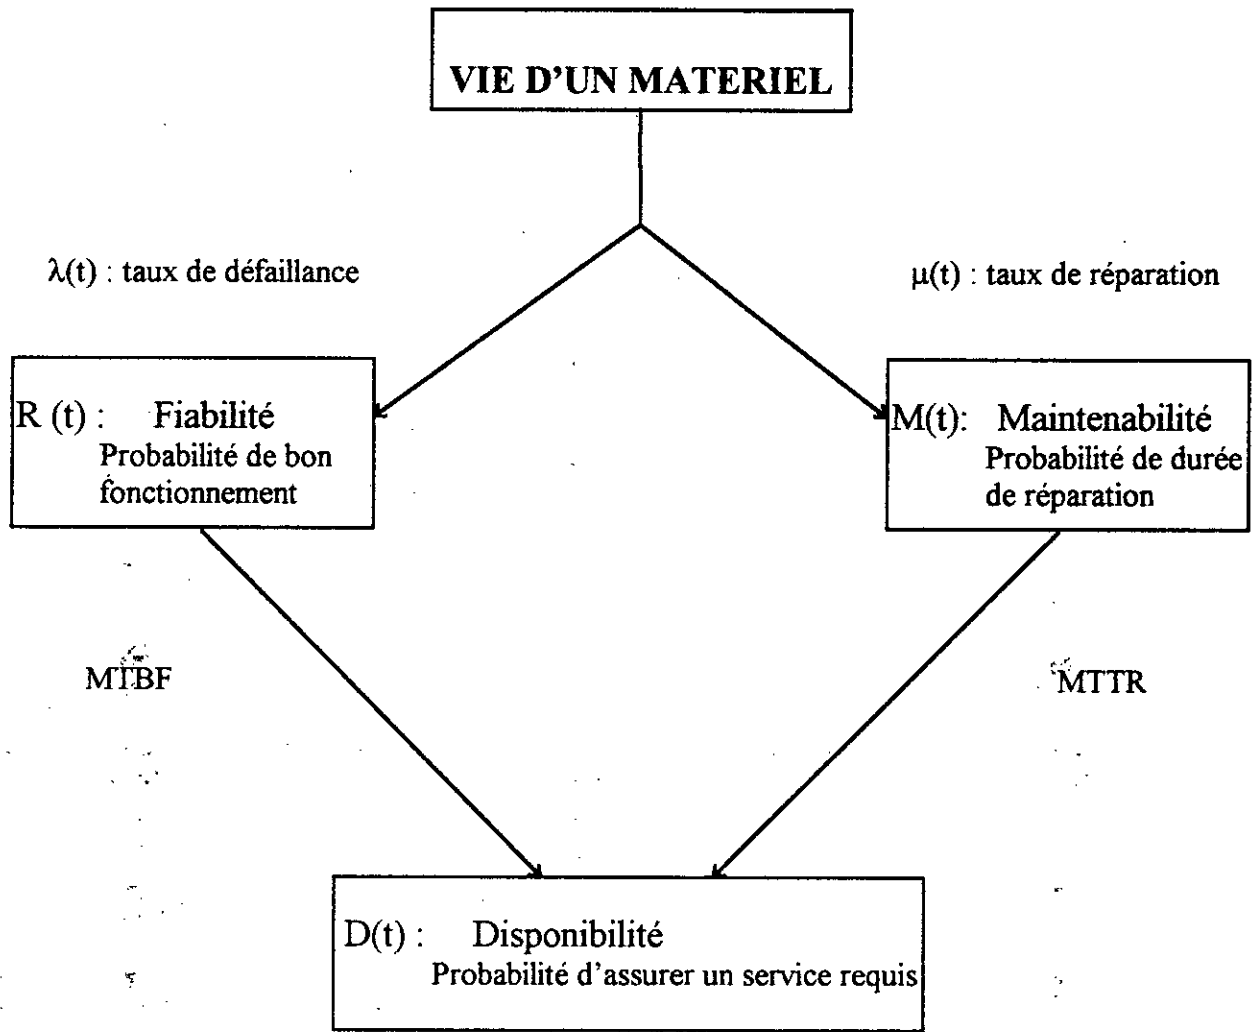 VIE D'UN MATERIEL
λ(t) : taux de défaillance
μ(t) : taux de réparation
R (t) : Fiabilité
Probabilité de bon
fonctionnement
M(t): Maintenabilité
Probabilité de durée
de réparation
MTBF
MTTR
D(t) : Disponibilité
Probabilité d'assurer un service requis